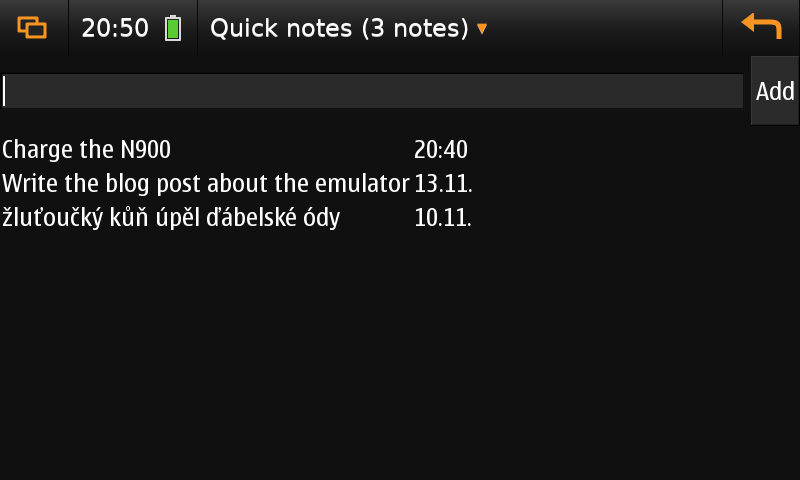 20:50 Quick notes (3 notes)
Add
Charge the N900 20:40
Write the blog post about the emulator 13.11.
žluťoučký kůň úpěl ďábelské ódy 10.11.